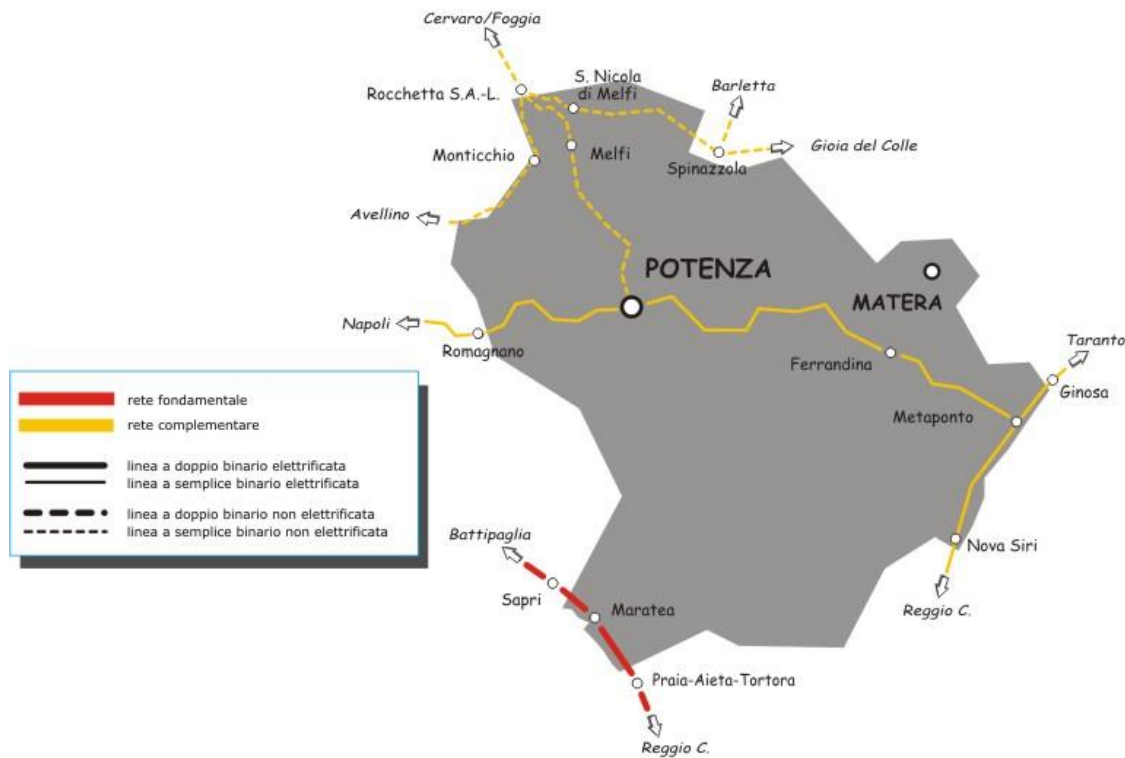 Cervaro/Foggia
S. Nicola
di Melfi
Rocchetta S.A.-L.
Barletta
Gioia del Colle
Monticchio
Melfi
Spinazzola
Avellino
POTENZA
MATERA
Napoli
Romagnano
Ferrandina
Taranto
Ginosa
Metaponto
rete fondamentale
rete complementare
linea a doppio binario elettrificata
linea a semplice binario elettrificata
linea a doppio binario non elettrificata
linea a semplice binario non elettrificata
Battipaglia
Nova Siri
Sapri
Maratea
Reggio C.
Praia-Aieta-Tortora
Reggio C.